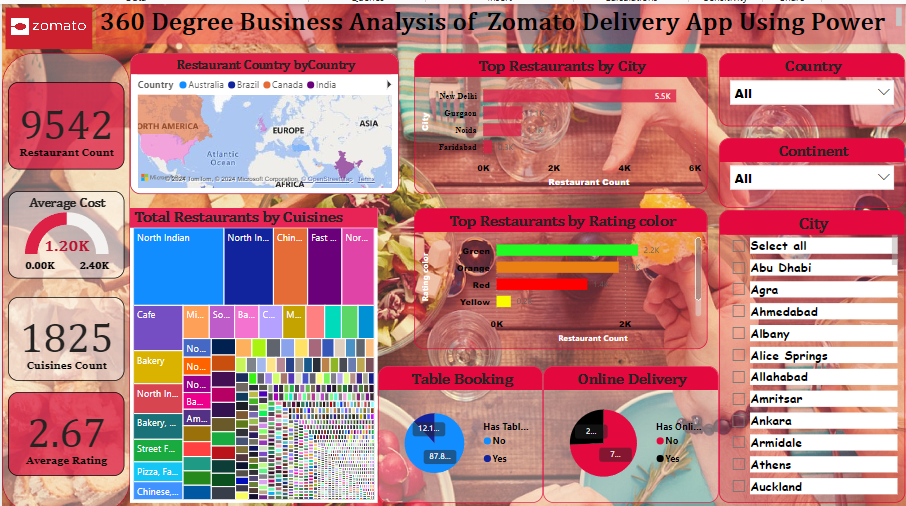 zomato
360 Degree Business Analysis of Zomato Delivery App Using Power
9542
Restaurant Count
Average Cost
1.20K
0.00K 2.40K
1825
Cuisines Count
2.67
Average Rating
Restaurant Country byCountry
Country Australia Brazil Canada India
NORTH AMERICA
EUROPE
ASIA
Atlantic
Ocean
AFRICA
© 2024 TomTom, © 2024 Microsoft Corporation, © OpenStreetMap, Terms
Total Restaurants by Cuisines
North Indian
North In...
Chin...
Fast ...
Nor...
Cafe
Mi...
So...
Ba...
C...
M...
Bakery
No...
No...
North In...
No...
Ba...
Bakery, ...
Am...
Street F...
Pizza, Fa...
Chinese,...
Top Restaurants by City
City
New Delhi
5.5K
Gurgaon
Noida
Faridabad
0K 2K 4K 6K
Restaurant Count
Top Restaurants by Rating color
Rating color
Green
2.2K
Orange
Red
Yellow
0K 2K
Restaurant Count
Table Booking
12.1...
87.8...
Has Tabl...
No
Yes
Online Delivery
2...
7...
Has Onli...
No
Yes
Country
All
Continent
All
City
Select all
Abu Dhabi
Agra
Ahmedabad
Albany
Alice Springs
Allahabad
Amritsar
Ankara
Armidale
Athens
Auckland